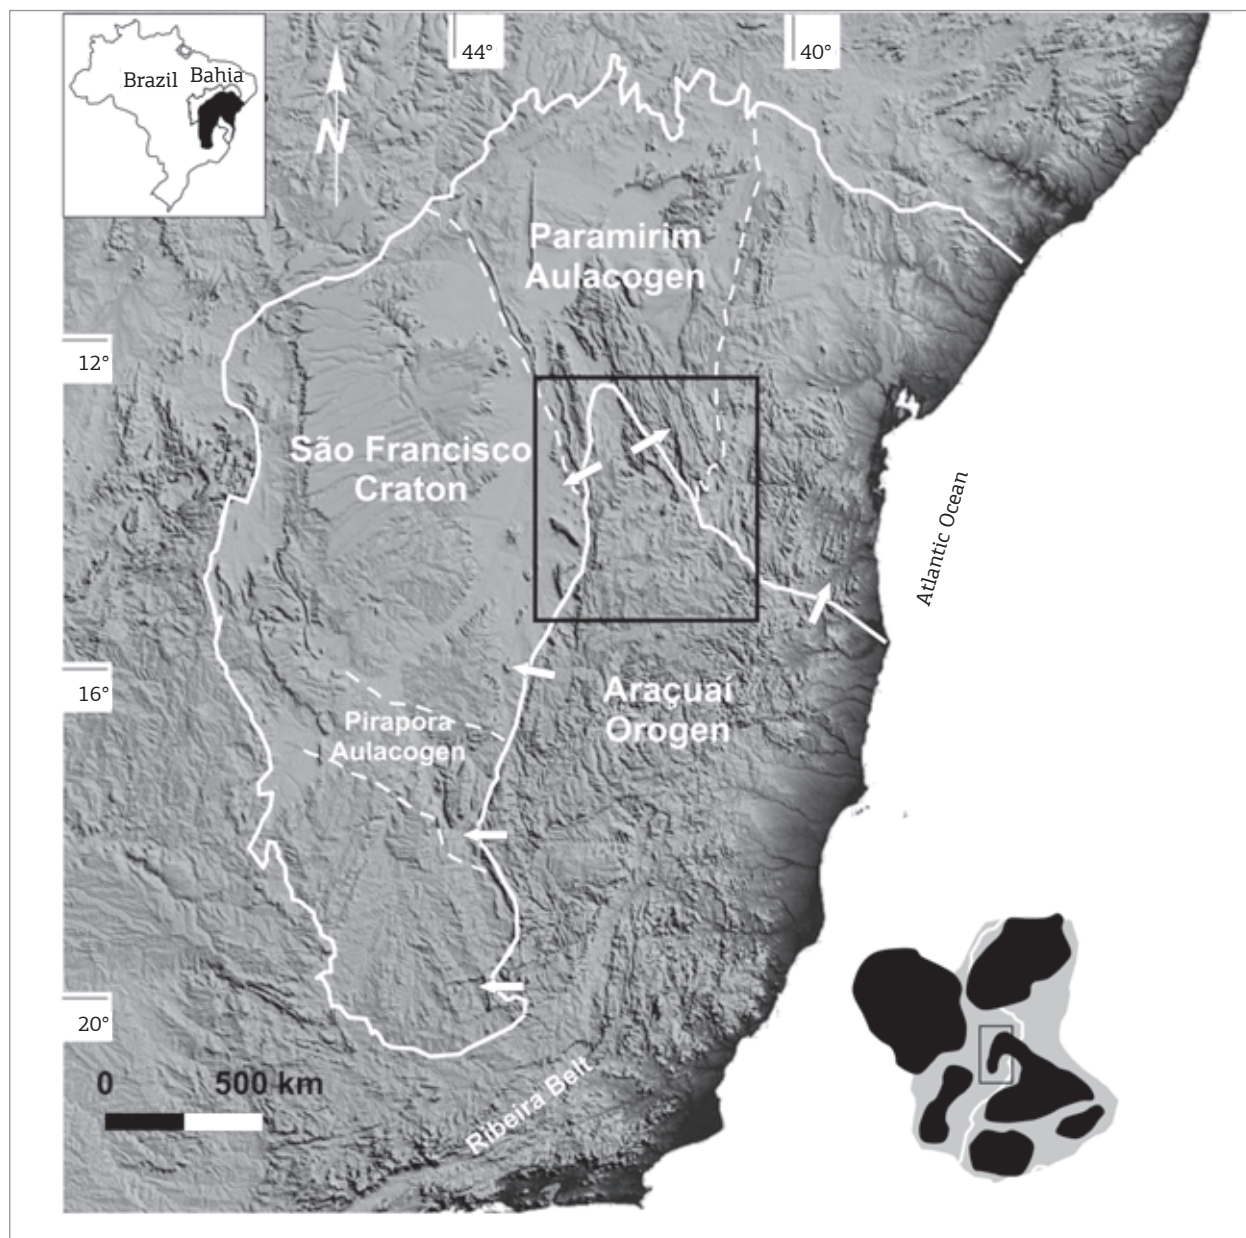 44°
40°
Brazil
Bahia
N
Paramirim
Aulacogen
12°
São Francisco
Craton
Atlantic Ocean
16°
Araçuaí
Orogen
Pirapora
Aulacogen
20°
0
500 km
Ribeira Belt